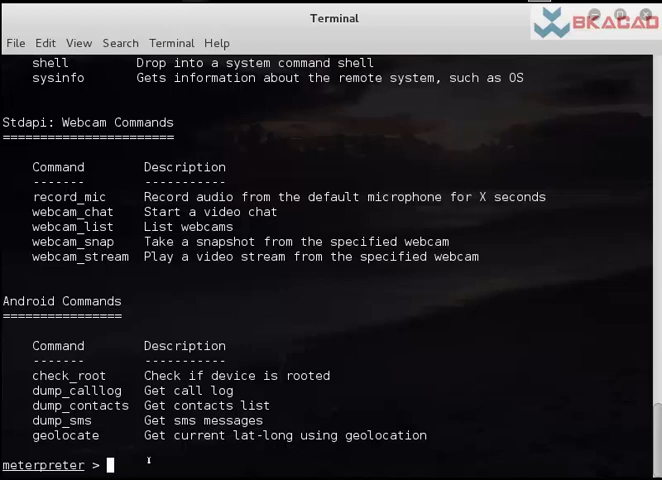 Terminal
BKACAD
File Edit View Search Terminal Help
shell Drop into a system command shell
sysinfo Gets information about the remote system, such as OS
Stdapi: Webcam Commands
=======================
Command Description
------- -----------
record_mic Record audio from the default microphone for X seconds
webcam_chat Start a video chat
webcam_list List webcams
webcam_snap Take a snapshot from the specified webcam
webcam_stream Play a video stream from the specified webcam
Android Commands
================
Command Description
------- -----------
check_root Check if device is rooted
dump_calllog Get call log
dump_contacts Get contacts list
dump_sms Get sms messages
geolocate Get current lat-long using geolocation
meterpreter >